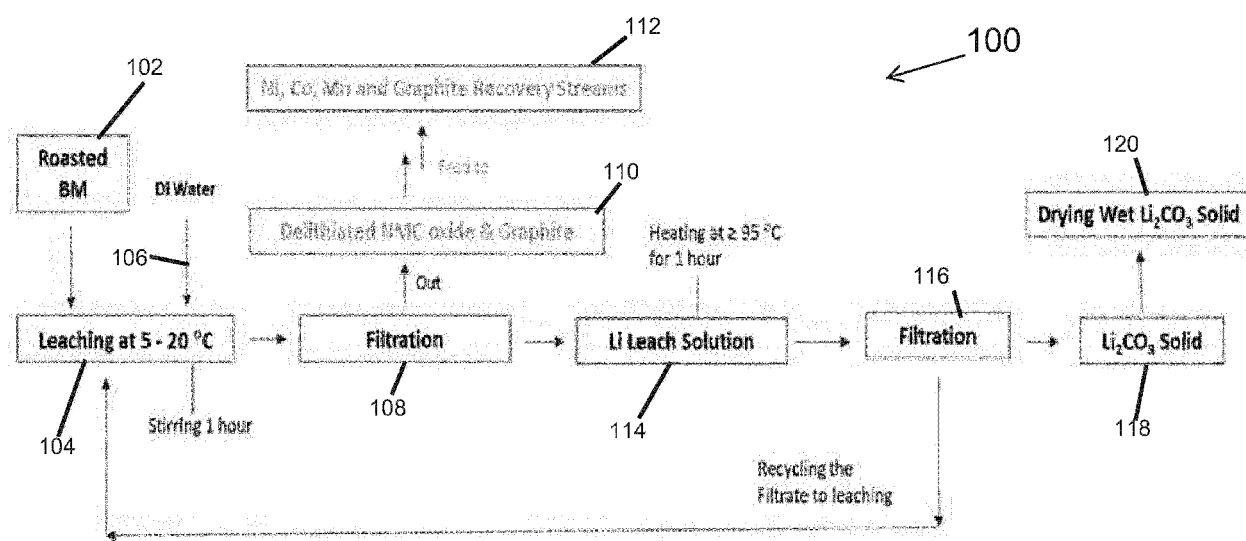 112
100
102
Ni, Co, Mn and Graphite Recovery Streams
Roasted
BM
DI Water
Feed to
110
120
Delithiated NMC oxide & Graphite
Heating at ≥ 95 °C
for 1 hour
Drying Wet Li₂CO₃ Solid
106
Out
116
Leaching at 5 - 20 °C
Filtration
Li Leach Solution
Filtration
Li₂CO₃ Solid
104
Stirring 1 hour
108
114
118
Recycling the
Filtrate to leaching